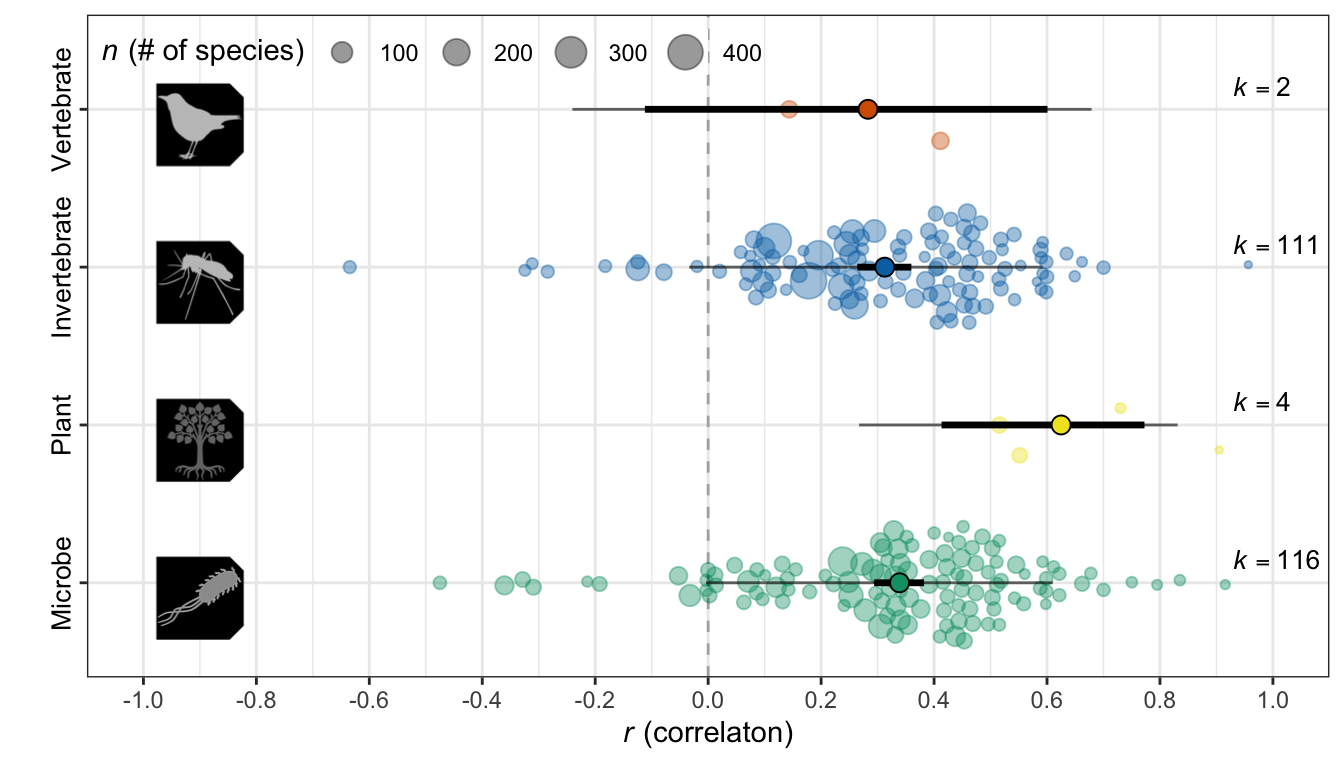 n (# of species) 100 200 300 400
Vertebrate
k = 2
Invertebrate
k = 111
Plant
k = 4
Microbe
k = 116
-1.0 -0.8 -0.6 -0.4 -0.2 0.0 0.2 0.4 0.6 0.8 1.0
r (correlaton)